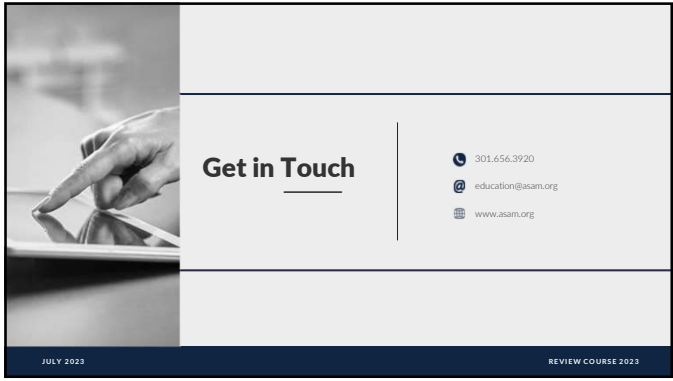 Get in Touch
301.656.3920
education@asam.org
www.asam.org
JULY 2023
REVIEW COURSE 2023